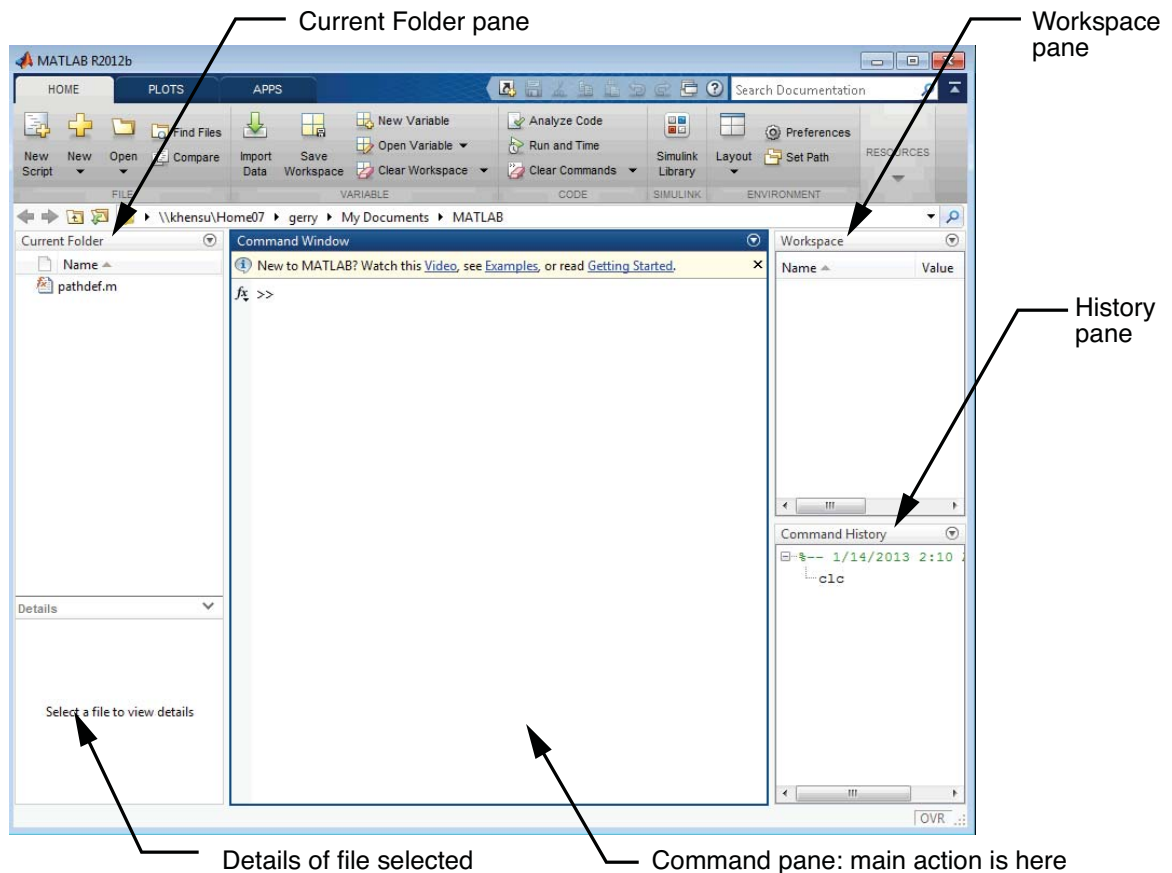 Current Folder pane
Workspace
pane
MATLAB R2012b
HOME PLOTS APPS Search Documentation
New Script
New
Open
Find Files
Compare
FILE
Import Data
Save Workspace
New Variable
Open Variable
Clear Workspace
VARIABLE
Analyze Code
Run and Time
Clear Commands
CODE
Simulink Library
SIMULINK
Layout
Preferences
Set Path
ENVIRONMENT
RESOURCES
\\khensu\Home07 gerry My Documents MATLAB
Current Folder
Name
pathdef.m
Command Window
New to MATLAB? Watch this Video, see Examples, or read Getting Started.
fx >>
Workspace
Name Value
History
pane
Command History
%-- 1/14/2013 2:10
clc
Details
Select a file to view details
OVR
Details of file selected
Command pane: main action is here